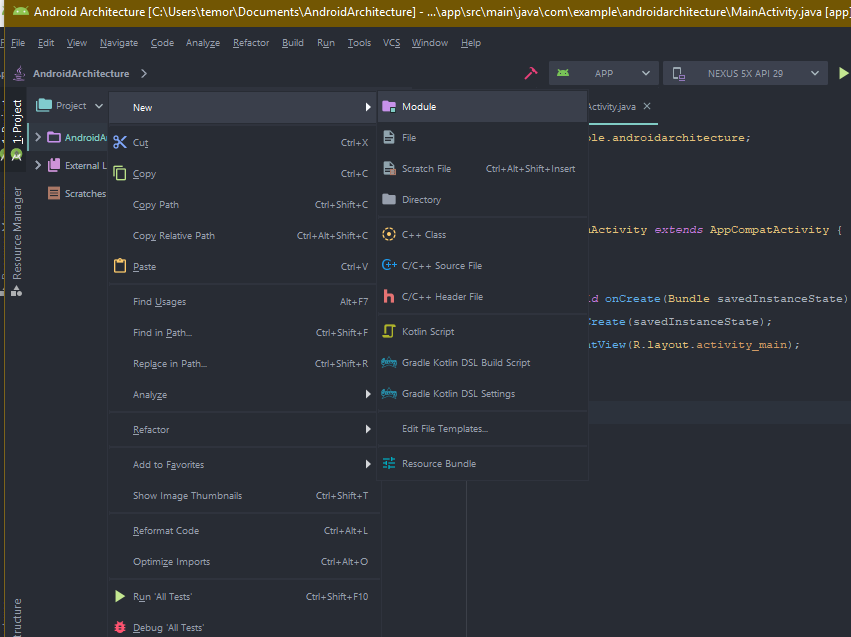 Android Architecture [C:\Users\temor\Documents\AndroidArchitecture] - ...\app\src\main\java\com\example\androidarchitecture\MainActivity.java [app]
File Edit View Navigate Code Analyze Refactor Build Run Tools VCS Window Help
AndroidArchitecture APP NEXUS 5X API 29
1: Project
Resource Manager
ructure
Project
AndroidAr
External L
Scratches
New
Cut Ctrl+X
Copy Ctrl+C
Copy Path Ctrl+Shift+C
Copy Relative Path Ctrl+Alt+Shift+C
Paste Ctrl+V
Find Usages Alt+F7
Find in Path... Ctrl+Shift+F
Replace in Path... Ctrl+Shift+R
Analyze
Refactor
Add to Favorites
Show Image Thumbnails Ctrl+Shift+T
Reformat Code Ctrl+Alt+L
Optimize Imports Ctrl+Alt+O
Run 'All Tests' Ctrl+Shift+F10
Debug 'All Tests'
Module
File
Scratch File Ctrl+Alt+Shift+Insert
Directory
C++ Class
C/C++ Source File
C/C++ Header File
Kotlin Script
Gradle Kotlin DSL Build Script
Gradle Kotlin DSL Settings
Edit File Templates...
Resource Bundle
Activity.java
le.androidarchitecture;
nActivity extends AppCompatActivity {
id onCreate(Bundle savedInstanceState)
Create(savedInstanceState);
ntView(R.layout.activity_main);